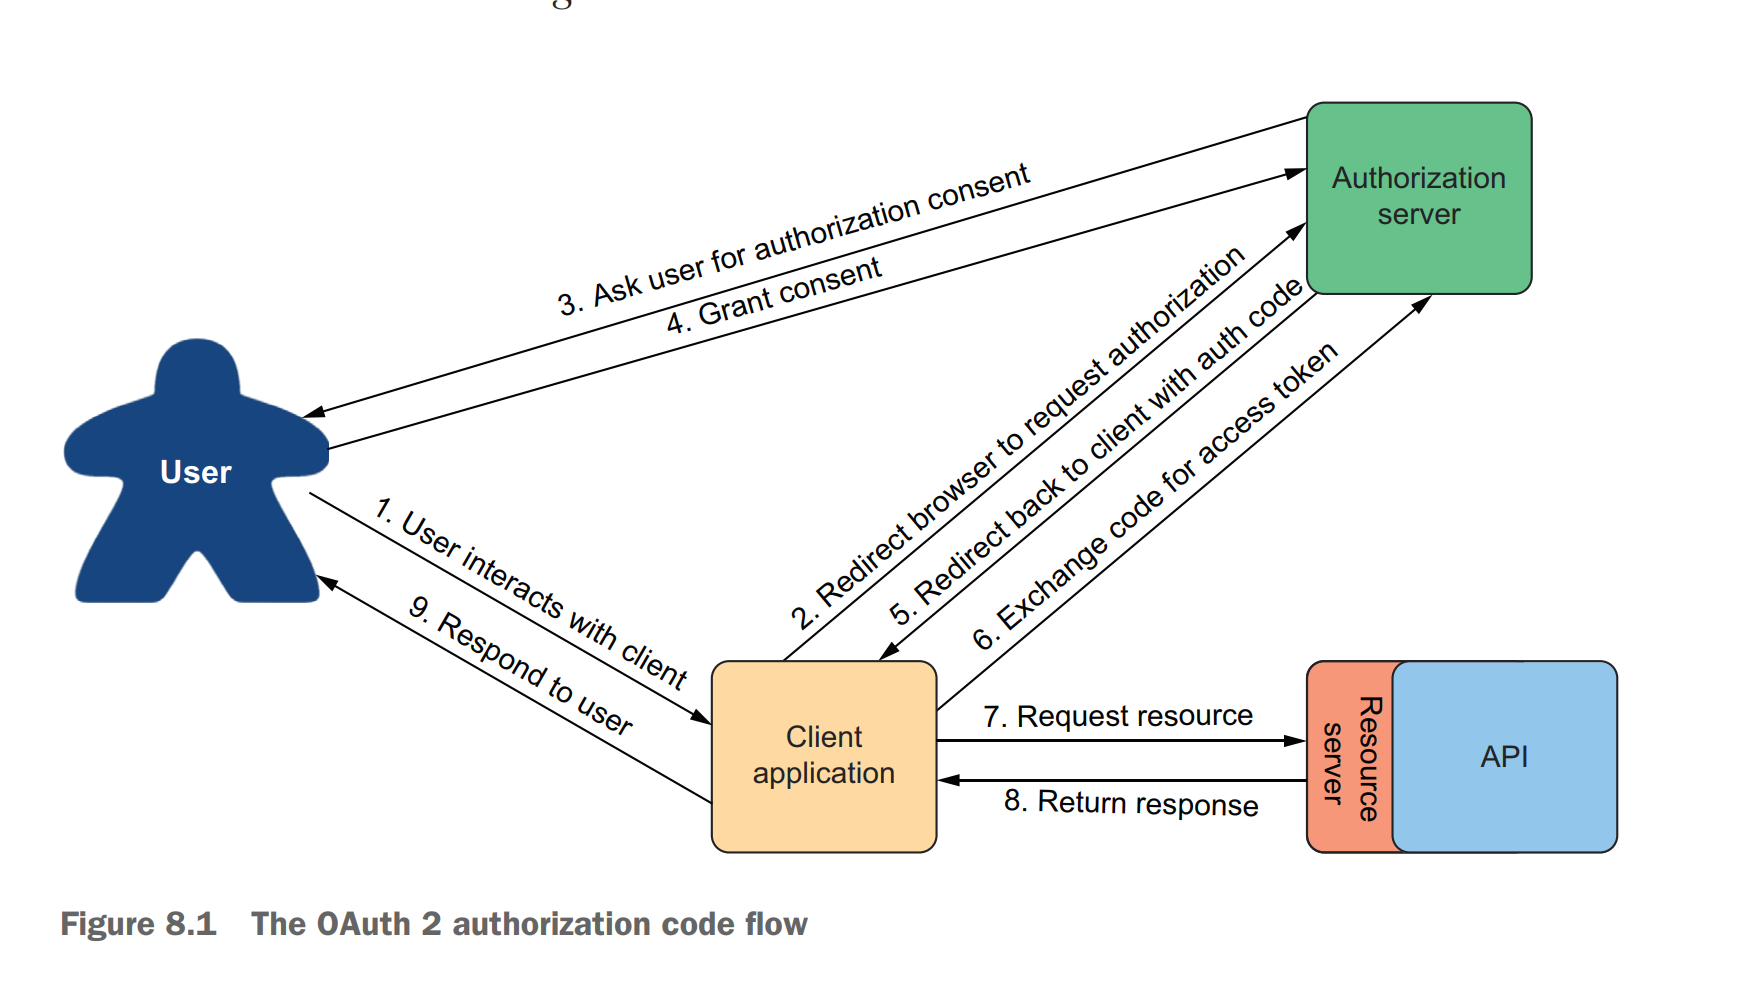 g
Authorization
server
3. Ask user for authorization consent
4. Grant consent
2. Redirect browser to request authorization
5. Redirect back to client with auth code
6. Exchange code for access token
User
1. User interacts with client
9. Respond to user
Client
application
7. Request resource
8. Return response
Resource
server
API
Figure 8.1 The OAuth 2 authorization code flow